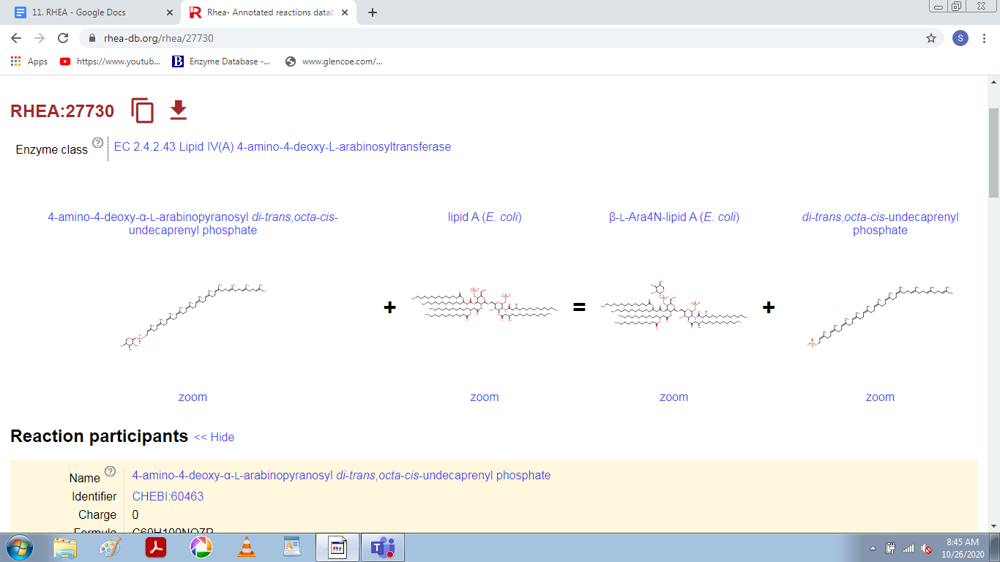 11. RHEA - Google Docs
Rhea- Annotated reactions datab
rhea-db.org/rhea/27730
S
Apps
https://www.youtub...
B
Enzyme Database -...
www.glencoe.com/...
RHEA:27730
Enzyme class ?
EC 2.4.2.43 Lipid IV(A) 4-amino-4-deoxy-L-arabinosyltransferase
4-amino-4-deoxy-α-L-arabinopyranosyl di-trans,octa-cis-
undecaprenyl phosphate
lipid A (E. coli)
β-L-Ara4N-lipid A (E. coli)
di-trans,octa-cis-undecaprenyl
phosphate
+
=
+
zoom
zoom
zoom
zoom
Reaction participants << Hide
Name ?
4-amino-4-deoxy-α-L-arabinopyranosyl di-trans,octa-cis-undecaprenyl phosphate
Identifier
CHEBI:60463
Charge
0
Formula
8:45 AM
10/26/2020